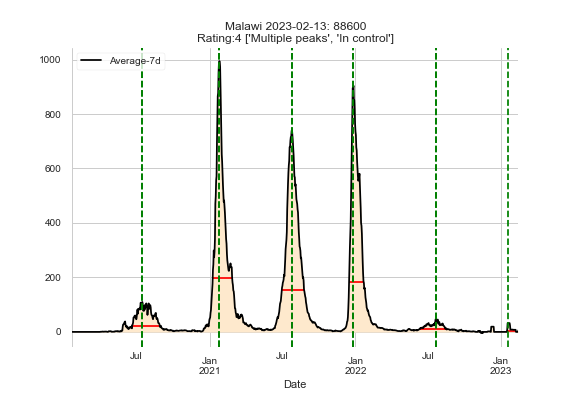 Malawi 2023-02-13: 88600
Rating:4 ['Multiple peaks', 'In control']
Average-7d
1000
800
600
400
200
0
Jul
Jan
2021
Jul
Jan
2022
Jul
Jan
2023
Date